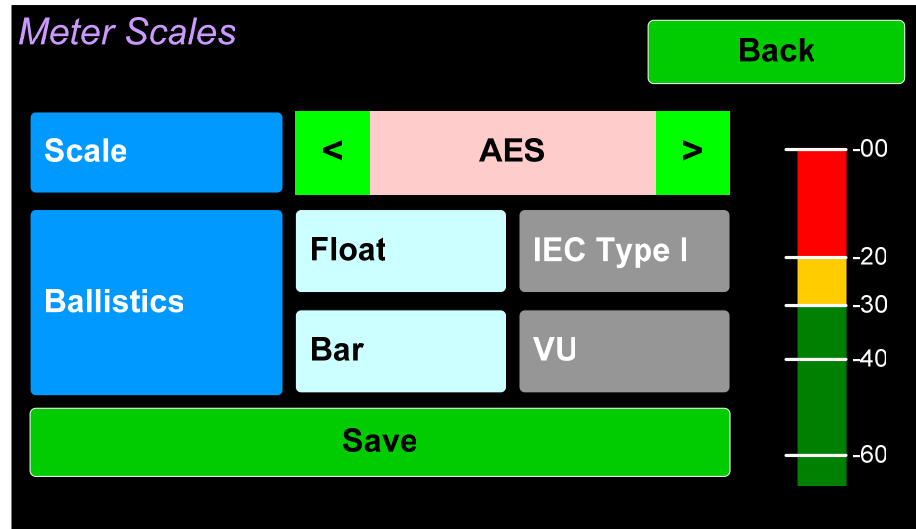 Meter Scales
Back
Scale
<
AES
>
Ballistics
Float
IEC Type I
Bar
VU
Save
-00
-20
-30
-40
-60